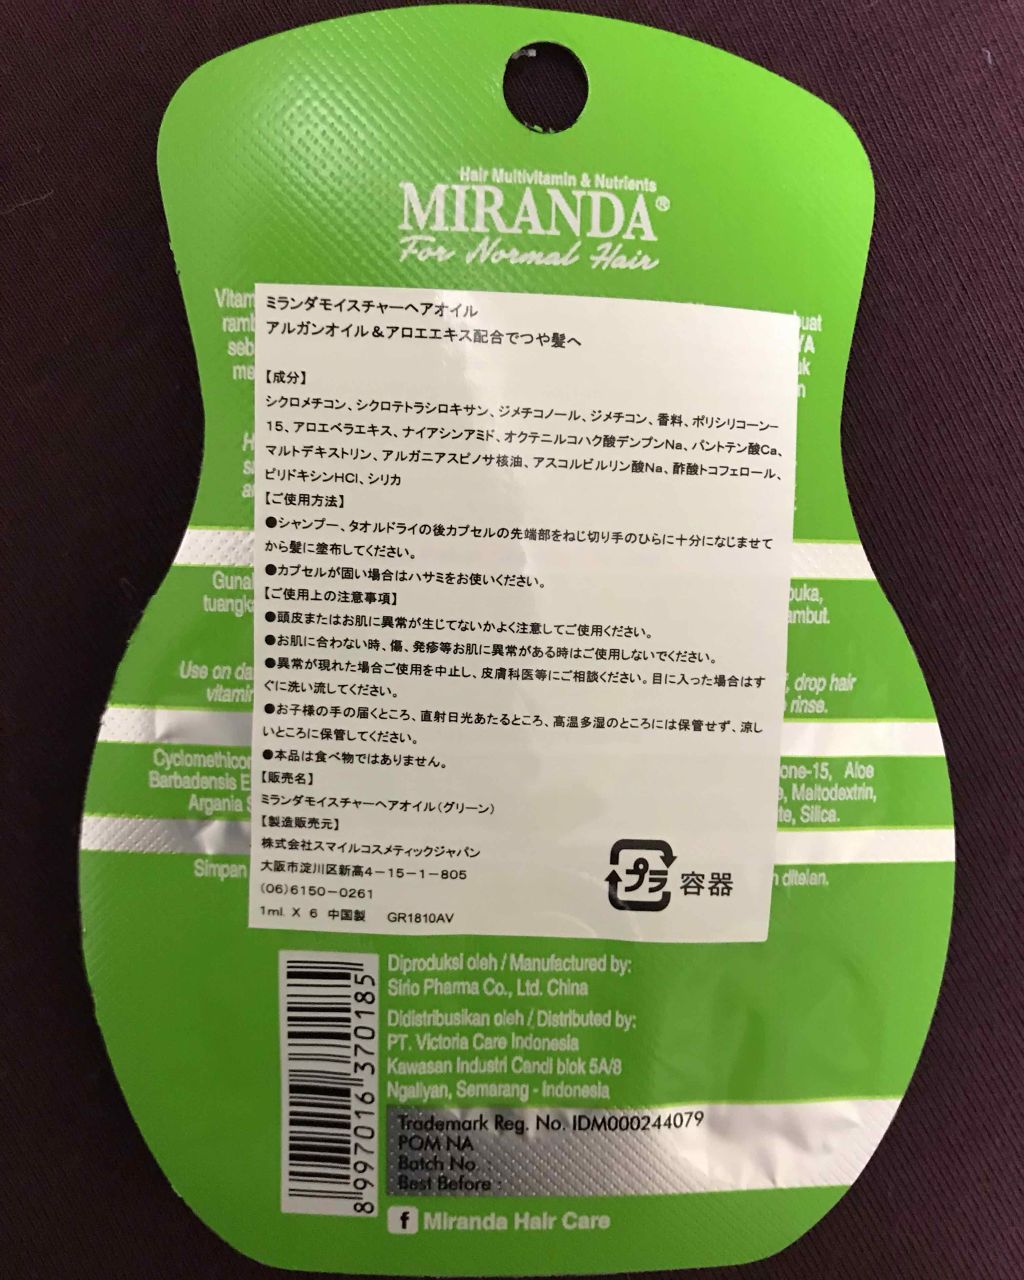 Hair Multivitamin & Nutrients
MIRANDA®
For Normal Hair
ミランダモイスチャーヘアオイル
アルガンオイル＆アロエエキス配合でつや髪へ
【成分】
シクロメチコン、シクロテトラシロキサン、ジメチコノール、ジメチコン、香料、ポリシリコーンー
15、アロエベラエキス、ナイアシンアミド、オクテニルコハク酸デンプンNa、パントテン酸Ca、
マルトデキストリン、アルガニアスピノサ核油、アスコルビルリン酸Na、酢酸トコフェロール、
ピリドキシンHCl、シリカ
【ご使用方法】
●シャンプー、タオルドライの後カプセルの先端部をねじ切り手のひらに十分になじませて
から髪に塗布してください。
●カプセルが固い場合はハサミをお使いください。
【ご使用上の注意事項】
●頭皮またはお肌に異常が生じてないかよく注意してご使用ください。
●お肌に合わない時、傷、発疹等お肌に異常がある時はご使用しないでください。
●異常が現れた場合ご使用を中止し、皮膚科医等にご相談ください。目に入った場合はす
ぐに洗い流してください。
●お子様の手の届くところ、直射日光あたるところ、高温多湿のところには保管せず、涼し
いところに保管してください。
●本品は食べ物ではありません。
【販売名】
ミランダモイスチャーヘアオイル（グリーン）
【製造販売元】
株式会社スマイルコスメティックジャパン
大阪市淀川区新高4－15－1－805
(06)6150－0261
1ml. X 6 中国製 GR1810AV
プラ 容器
Gunak
Use on da
, drop hair
vitamin
rinse.
one-15, Aloe
Barbadensis E
, Maltodextrin,
Argania S
te, Silica.
Simpan
ditelan.
Diproduksi oleh / Manufactured by:
Sirio Pharma Co., Ltd. China
Didistribusikan oleh / Distributed by:
PT. Victoria Care Indonesia
Kawasan Industri Candi blok 5A/8
Ngaliyan, Semarang - Indonesia
Trademark Reg. No. IDM000244079
POM NA
Batch No. :
Best Before :
8 997016 370185
f Miranda Hair Care